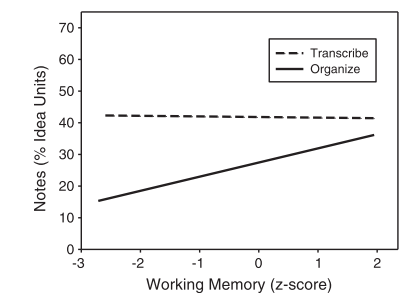 70
60
50
40
30
20
10
0
-3 -2 -1 0 1 2
Notes (% Idea Units)
Working Memory (z-score)
Transcribe
Organize